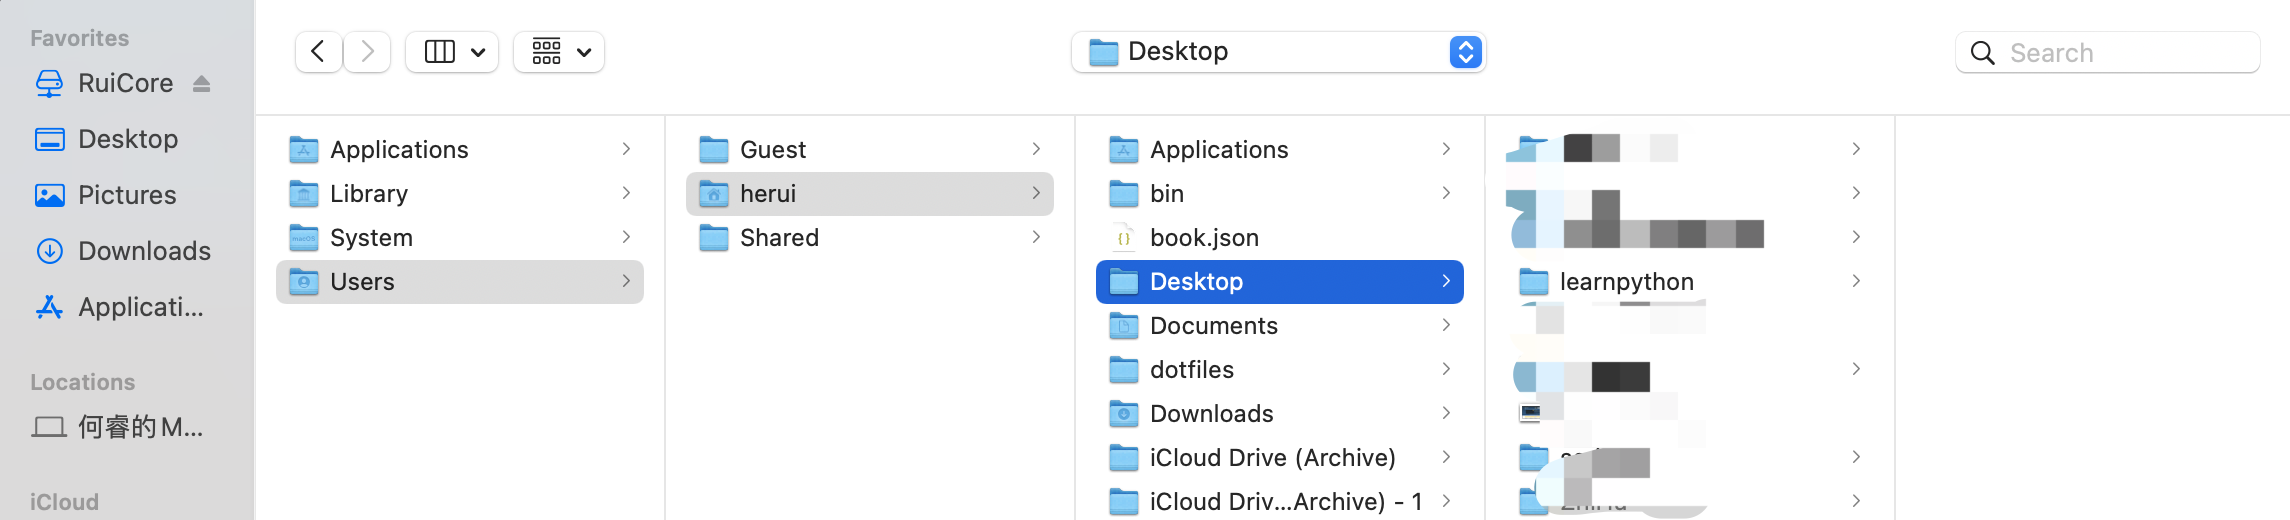 Favorites
RuiCore
Desktop
Pictures
Downloads
Applicati...
Locations
何睿的 M...
iCloud
Desktop
Search
Applications
Library
System
Users
Guest
herui
Shared
Applications
bin
book.json
Desktop
Documents
dotfiles
Downloads
iCloud Drive (Archive)
iCloud Driv...Archive) - 1
learnpython